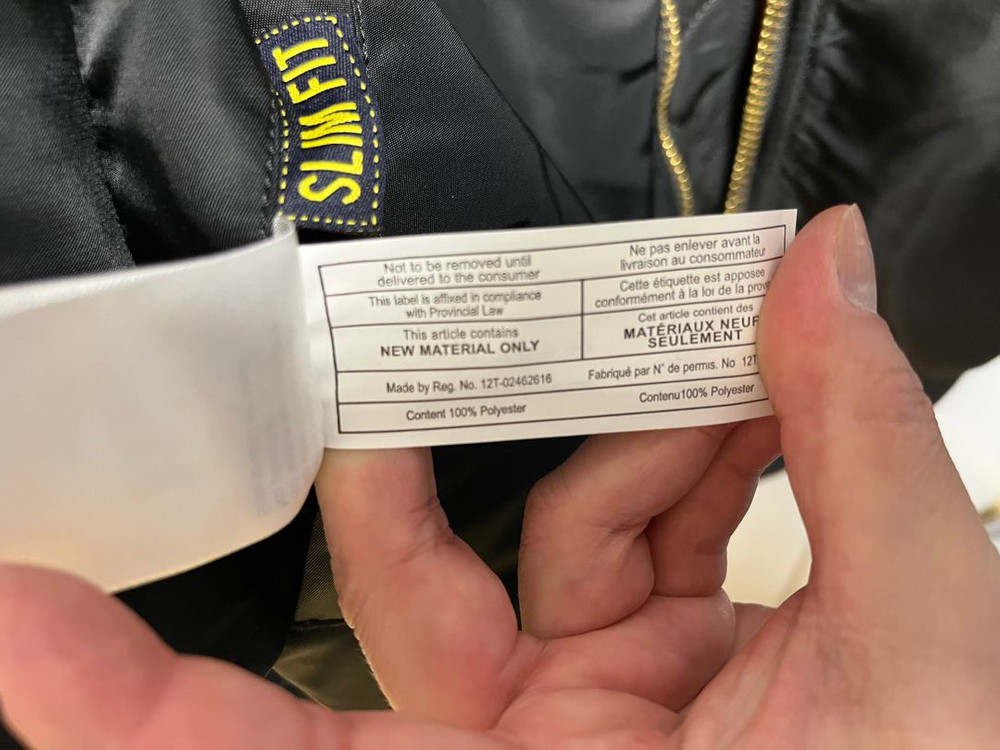 SLIM FIT
Not to be removed until
delivered to the consumer
Ne pas enlever avant la
livraison au consommateur
This label is affixed in compliance
with Provincial Law
Cette étiquette est apposée
conformément à la loi de la
This article contains
NEW MATERIAL ONLY
Cet article contient des
MATÉRIAUX NEUF
SEULEMENT
Made by Reg. No. 12T-02462616
Fabriqué par N° de permis. No 12T
Content 100% Polyester
Contenu100% Polyester